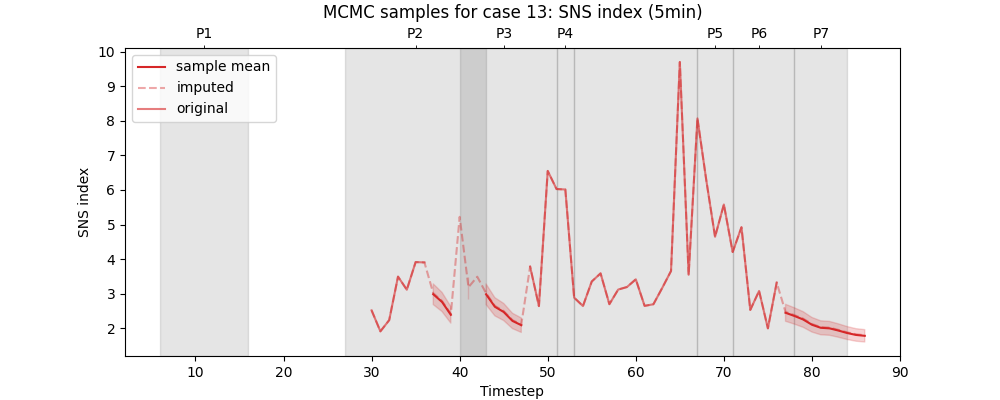 MCMC samples for case 13: SNS index (5min)
P1 P2 P3 P4 P5 P6 P7
sample mean
imputed
original
10
9
8
7
6
5
4
3
2
SNS index
10 20 30 40 50 60 70 80 90
Timestep